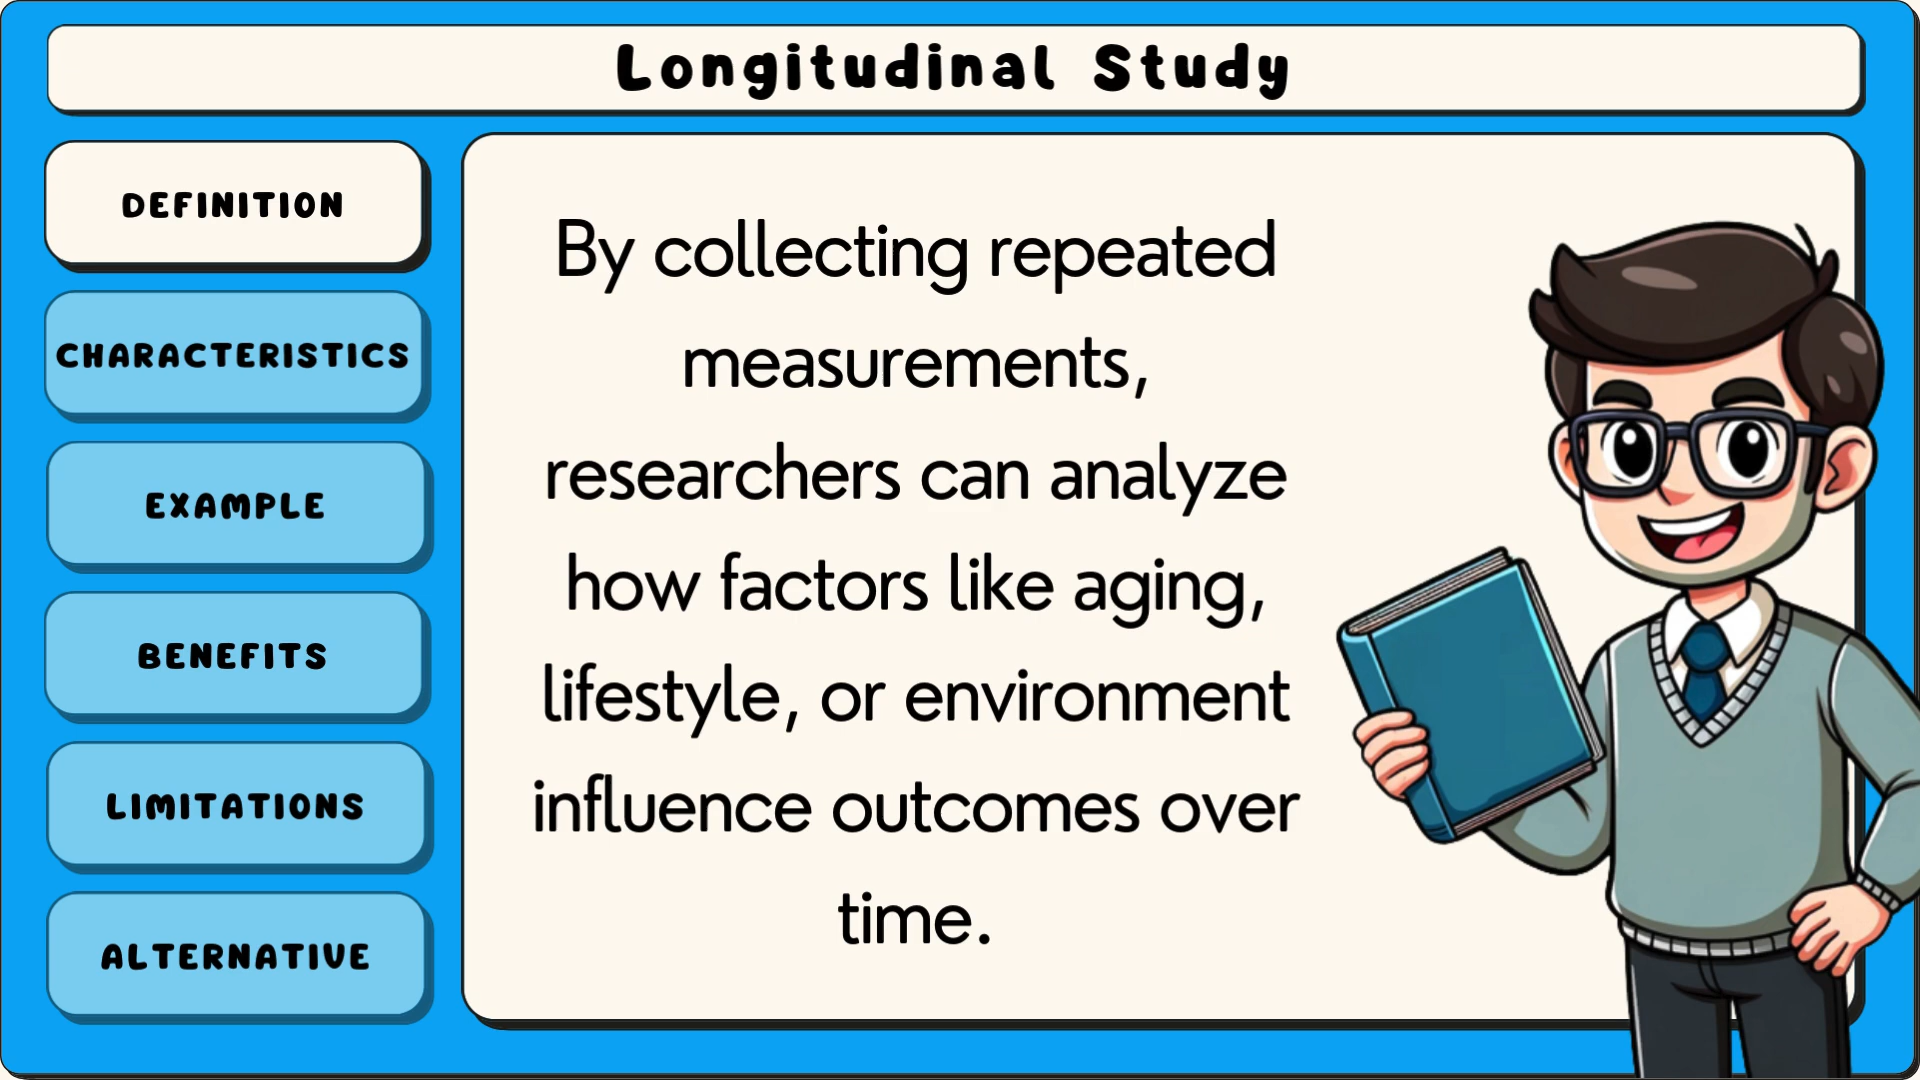 Longitudinal Study
DEFINITION
CHARACTERISTICS
EXAMPLE
BENEFITS
LIMITATIONS
ALTERNATIVE
By collecting repeated
measurements,
researchers can analyze
how factors like aging,
lifestyle, or environment
influence outcomes over
time.